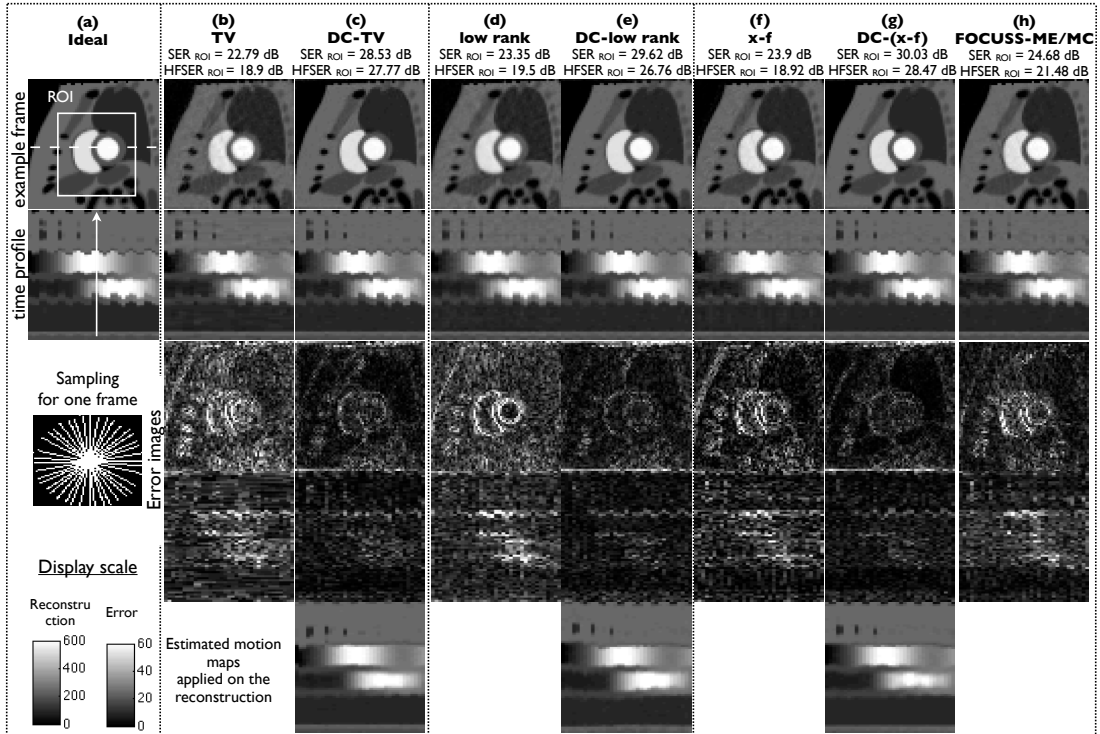 (a)
Ideal
(b)
TV
SER ROI = 22.79 dB
HFSER ROI = 18.9 dB
(c)
DC-TV
SER ROI = 28.53 dB
HFSER ROI = 27.77 dB
(d)
low rank
SER ROI = 23.35 dB
HFSER ROI = 19.5 dB
(e)
DC-low rank
SER ROI = 29.62 dB
HFSER ROI = 26.76 dB
(f)
x-f
SER ROI = 23.9 dB
HFSER ROI = 18.92 dB
(g)
DC-(x-f)
SER ROI = 30.03 dB
HFSER ROI = 28.47 dB
(h)
FOCUSS-ME/MC
SER ROI = 24.68 dB
HFSER ROI = 21.48 dB
example frame
ROI
time profile
Sampling
for one frame
Error images
Display scale
Reconstru
ction
600
400
200
0
Error
60
40
20
0
Estimated motion
maps
applied on the
reconstruction